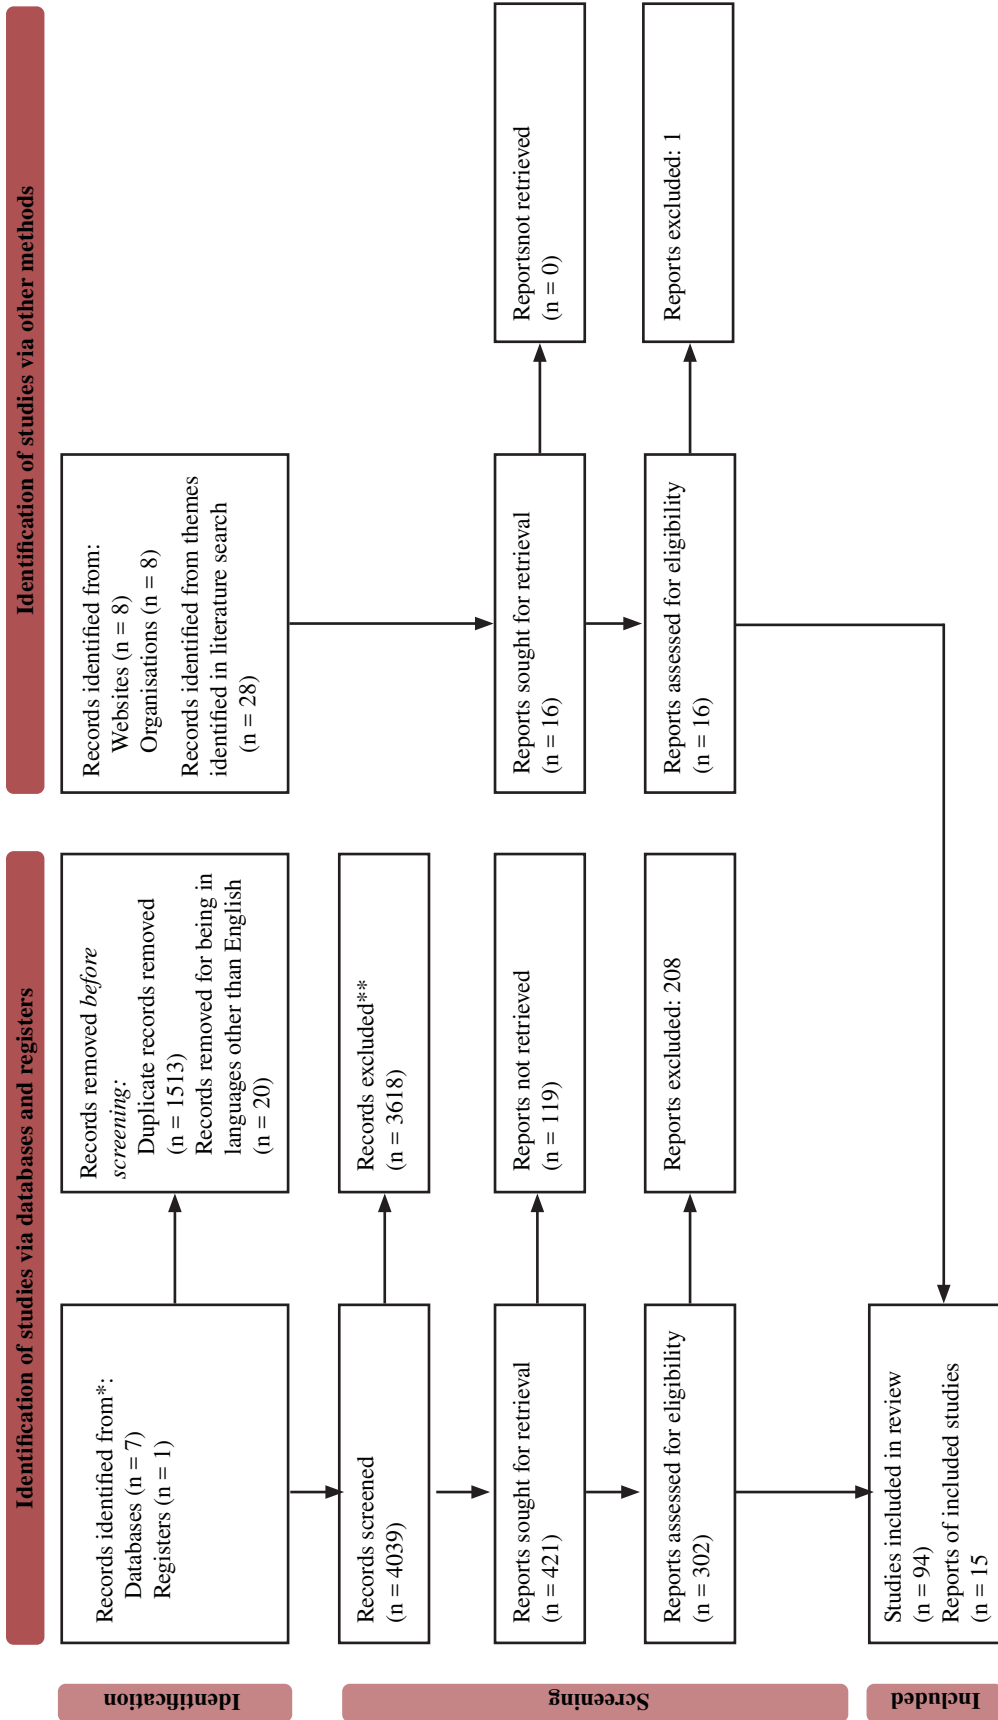 Identification of studies via databases and registers
Identification of studies via other methods
Identification
Records identified from*:
Databases (n = 7)
Registers (n = 1)
Records removed before
screening:
Duplicate records removed
(n = 1513)
Records removed for being in
languages other than English
(n = 20)
Records identified from:
Websites (n = 8)
Organisations (n = 8)
Records identified from themes
identified in literature search
(n = 28)
Screening
Records screened
(n = 4039)
Records excluded**
(n = 3618)
Reports sought for retrieval
(n = 421)
Reports not retrieved
(n = 119)
Reports sought for retrieval
(n = 16)
Reportsnot retrieved
(n = 0)
Reports assessed for eligibility
(n = 302)
Reports excluded: 208
Reports assessed for eligibility
(n = 16)
Reports excluded: 1
Included
Studies included in review
(n = 94)
Reports of included studies
(n = 15